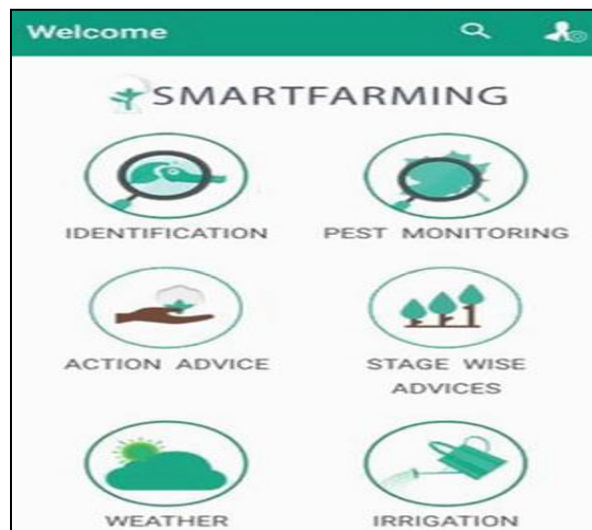 Welcome
SMARTFARMING
IDENTIFICATION
PEST MONITORING
ACTION ADVICE
STAGE WISE
ADVICES
WEATHER
IRRIGATION